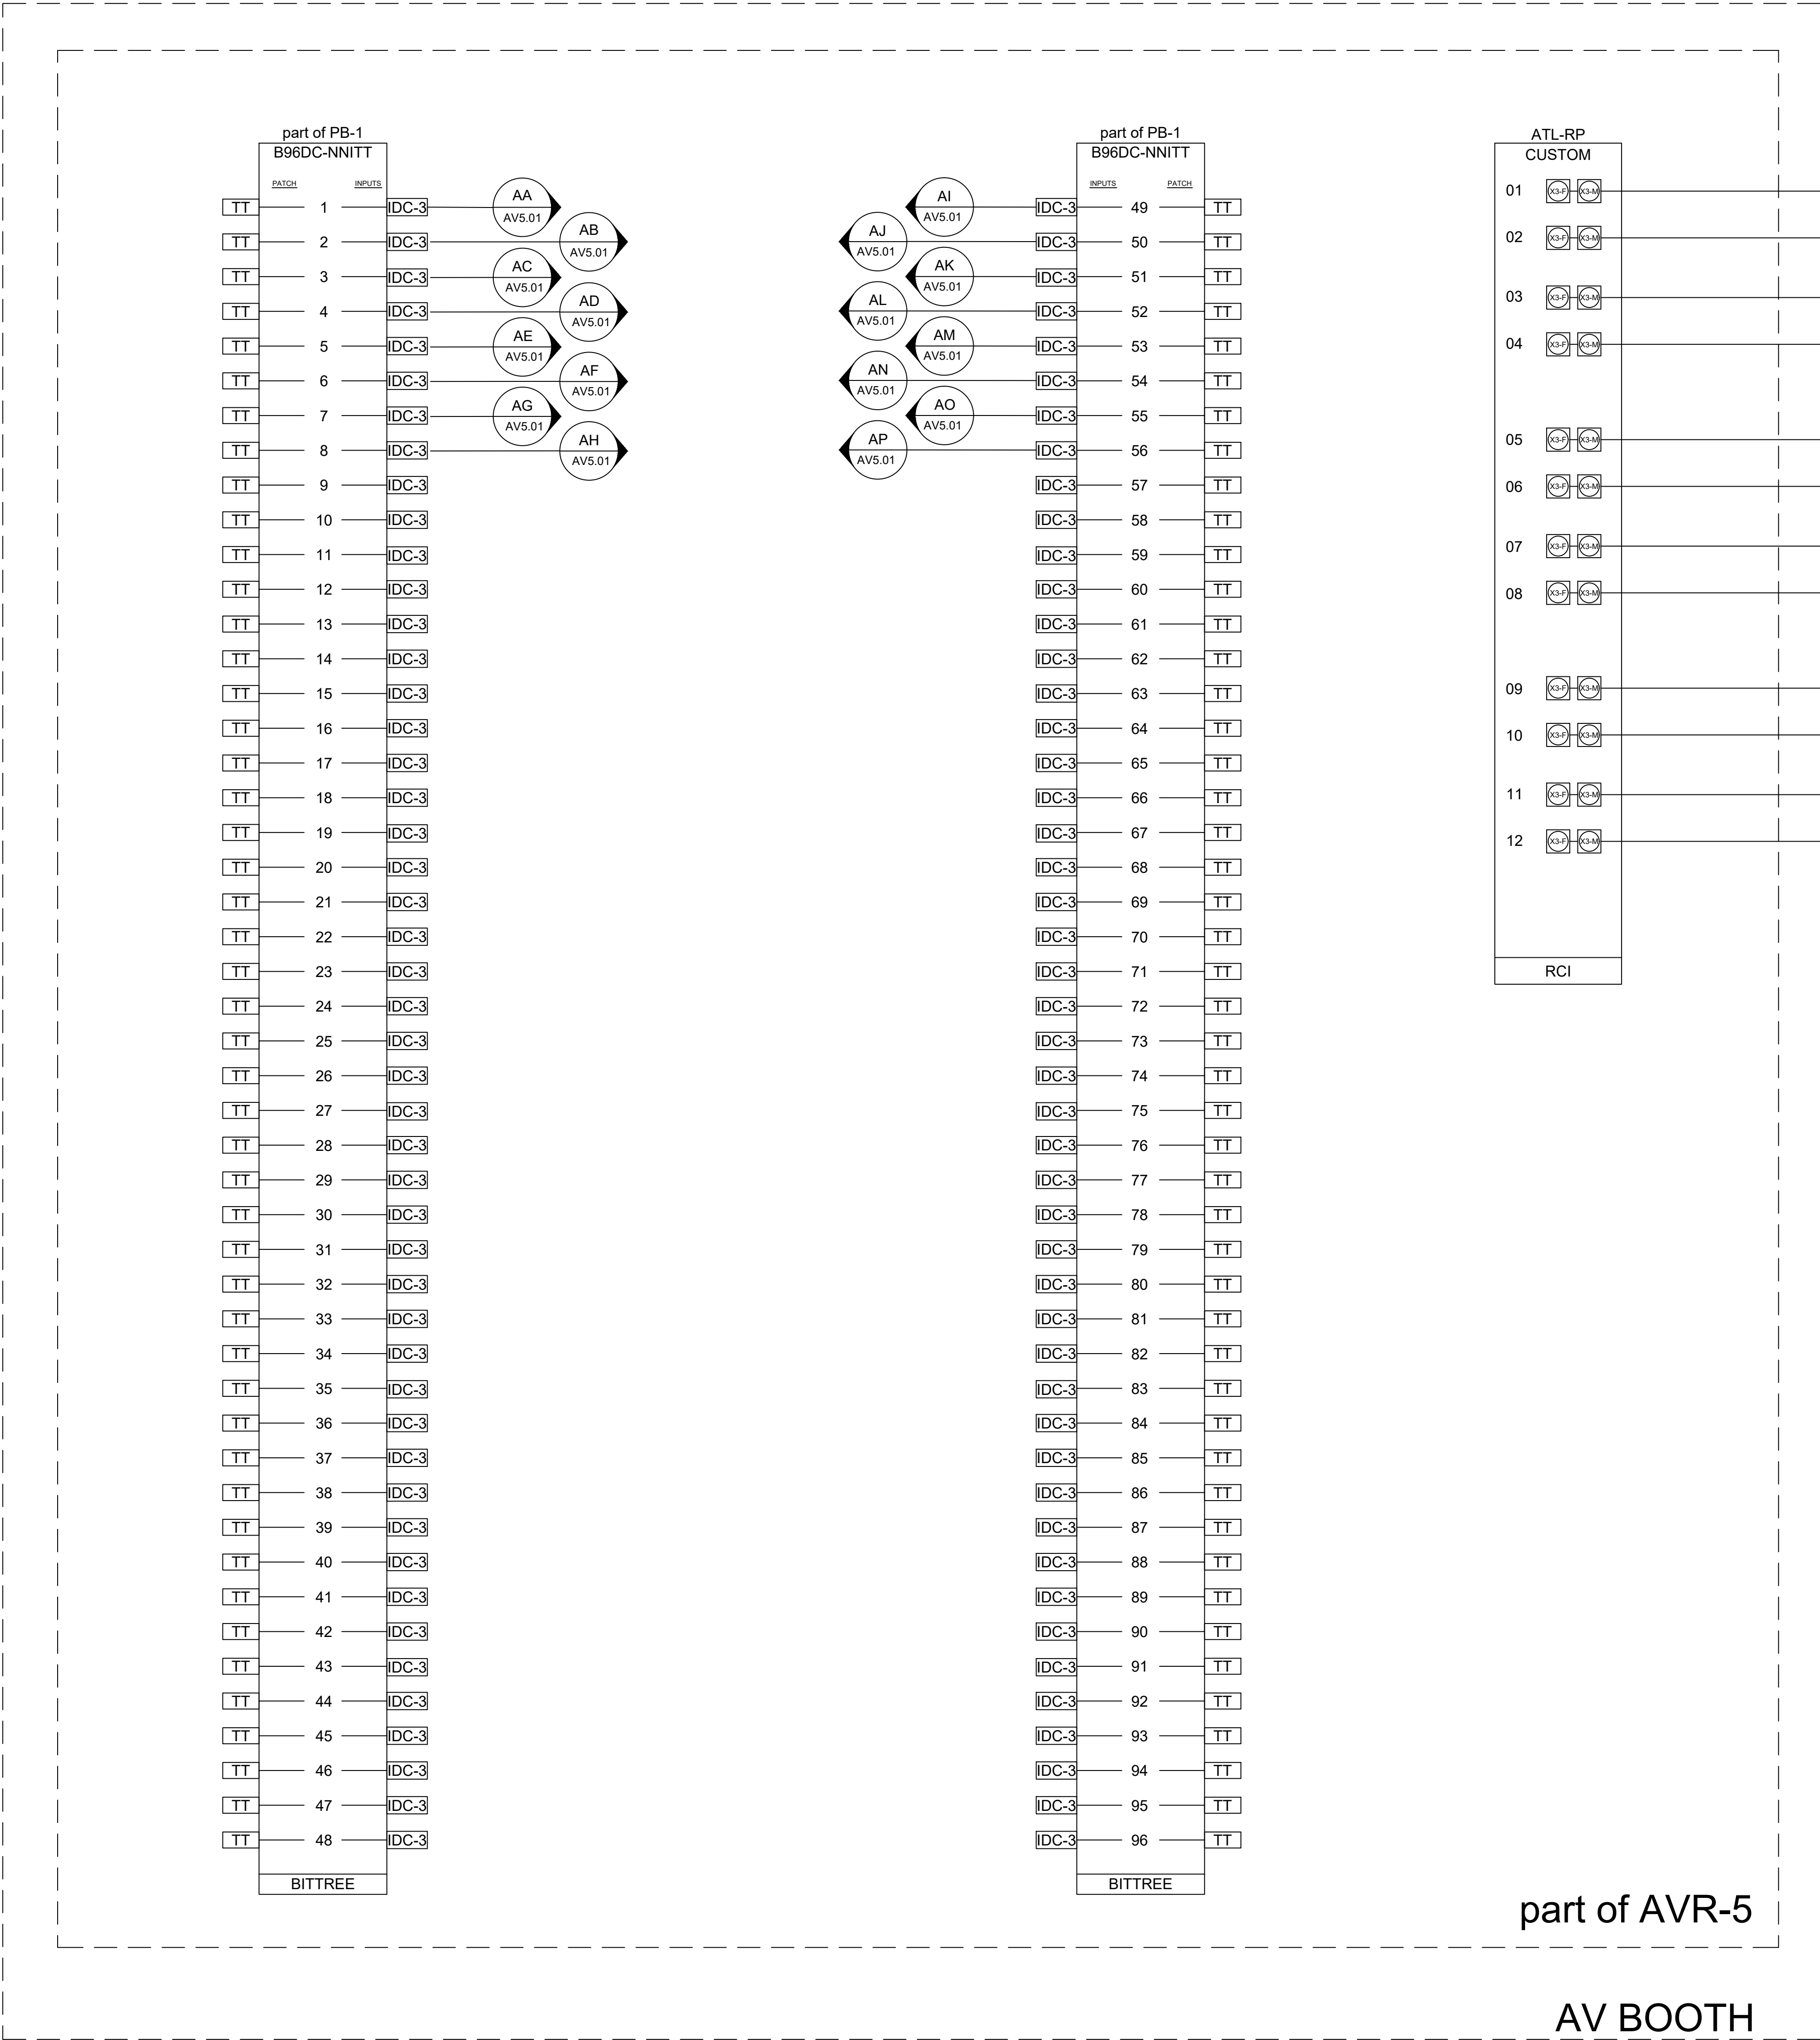 part of PB-1
B96DC-NNITT
PATCH INPUTS
TT 1 IDC-3 AA AV5.01
TT 2 IDC-3 AB AV5.01
TT 3 IDC-3 AC AV5.01
TT 4 IDC-3 AD AV5.01
TT 5 IDC-3 AE AV5.01
TT 6 IDC-3 AF AV5.01
TT 7 IDC-3 AG AV5.01
TT 8 IDC-3 AH AV5.01
TT 9 IDC-3
TT 10 IDC-3
TT 11 IDC-3
TT 12 IDC-3
TT 13 IDC-3
TT 14 IDC-3
TT 15 IDC-3
TT 16 IDC-3
TT 17 IDC-3
TT 18 IDC-3
TT 19 IDC-3
TT 20 IDC-3
TT 21 IDC-3
TT 22 IDC-3
TT 23 IDC-3
TT 24 IDC-3
TT 25 IDC-3
TT 26 IDC-3
TT 27 IDC-3
TT 28 IDC-3
TT 29 IDC-3
TT 30 IDC-3
TT 31 IDC-3
TT 32 IDC-3
TT 33 IDC-3
TT 34 IDC-3
TT 35 IDC-3
TT 36 IDC-3
TT 37 IDC-3
TT 38 IDC-3
TT 39 IDC-3
TT 40 IDC-3
TT 41 IDC-3
TT 42 IDC-3
TT 43 IDC-3
TT 44 IDC-3
TT 45 IDC-3
TT 46 IDC-3
TT 47 IDC-3
TT 48 IDC-3
BITTREE
part of PB-1
B96DC-NNITT
INPUTS PATCH
AI AV5.01 IDC-3 49 TT
AJ AV5.01 IDC-3 50 TT
AK AV5.01 IDC-3 51 TT
AL AV5.01 IDC-3 52 TT
AM AV5.01 IDC-3 53 TT
AN AV5.01 IDC-3 54 TT
AO AV5.01 IDC-3 55 TT
AP AV5.01 IDC-3 56 TT
IDC-3 57 TT
IDC-3 58 TT
IDC-3 59 TT
IDC-3 60 TT
IDC-3 61 TT
IDC-3 62 TT
IDC-3 63 TT
IDC-3 64 TT
IDC-3 65 TT
IDC-3 66 TT
IDC-3 67 TT
IDC-3 68 TT
IDC-3 69 TT
IDC-3 70 TT
IDC-3 71 TT
IDC-3 72 TT
IDC-3 73 TT
IDC-3 74 TT
IDC-3 75 TT
IDC-3 76 TT
IDC-3 77 TT
IDC-3 78 TT
IDC-3 79 TT
IDC-3 80 TT
IDC-3 81 TT
IDC-3 82 TT
IDC-3 83 TT
IDC-3 84 TT
IDC-3 85 TT
IDC-3 86 TT
IDC-3 87 TT
IDC-3 88 TT
IDC-3 89 TT
IDC-3 90 TT
IDC-3 91 TT
IDC-3 92 TT
IDC-3 93 TT
IDC-3 94 TT
IDC-3 95 TT
IDC-3 96 TT
BITTREE
ATL-RP
CUSTOM
01 X3-F X3-M
02 X3-F X3-M
03 X3-F X3-M
04 X3-F X3-M
05 X3-F X3-M
06 X3-F X3-M
07 X3-F X3-M
08 X3-F X3-M
09 X3-F X3-M
10 X3-F X3-M
11 X3-F X3-M
12 X3-F X3-M
RCI
part of AVR-5
AV BOOTH